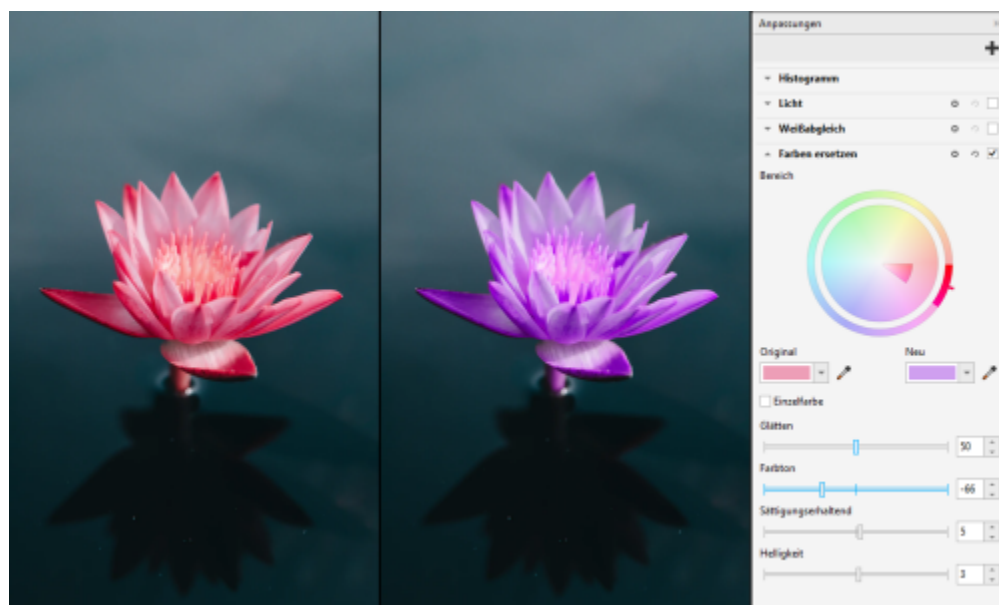 Anpassungen
Histogramm
Licht
Weißabgleich
Farben ersetzen
Bereich
Original Neu
Einzelfarbe
Glätten
50
Farbton
-66
Sättigungserhaltend
5
Helligkeit
3